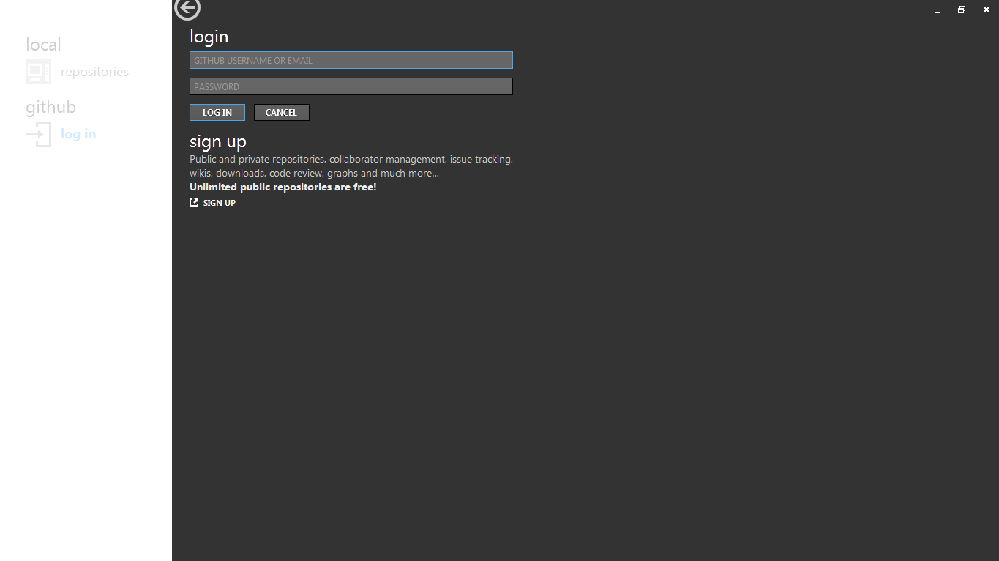 local
repositories
github
log in
login
GITHUB USERNAME OR EMAIL
PASSWORD
LOG IN
CANCEL
sign up
Public and private repositories, collaborator management, issue tracking,
wikis, downloads, code review, graphs and much more...
Unlimited public repositories are free!
SIGN UP